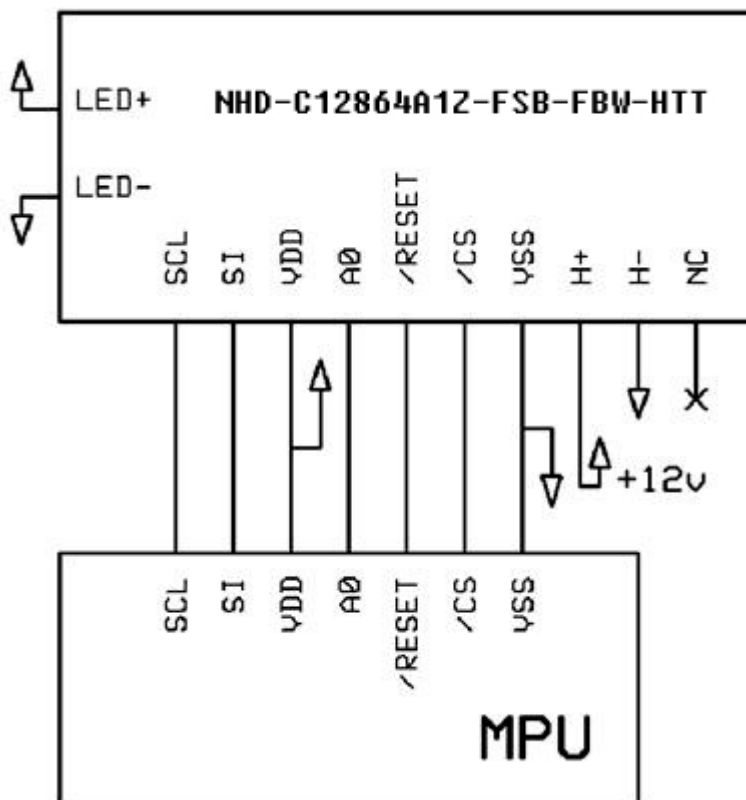 LED+
NHD-C12864A1Z-FSB-FBW-HTT
LED-
SCL
SI
VDD
A0
/RESET
/CS
VSS
H+
H-
NC
+12v
SCL
SI
VDD
A0
/RESET
/CS
VSS
MPU